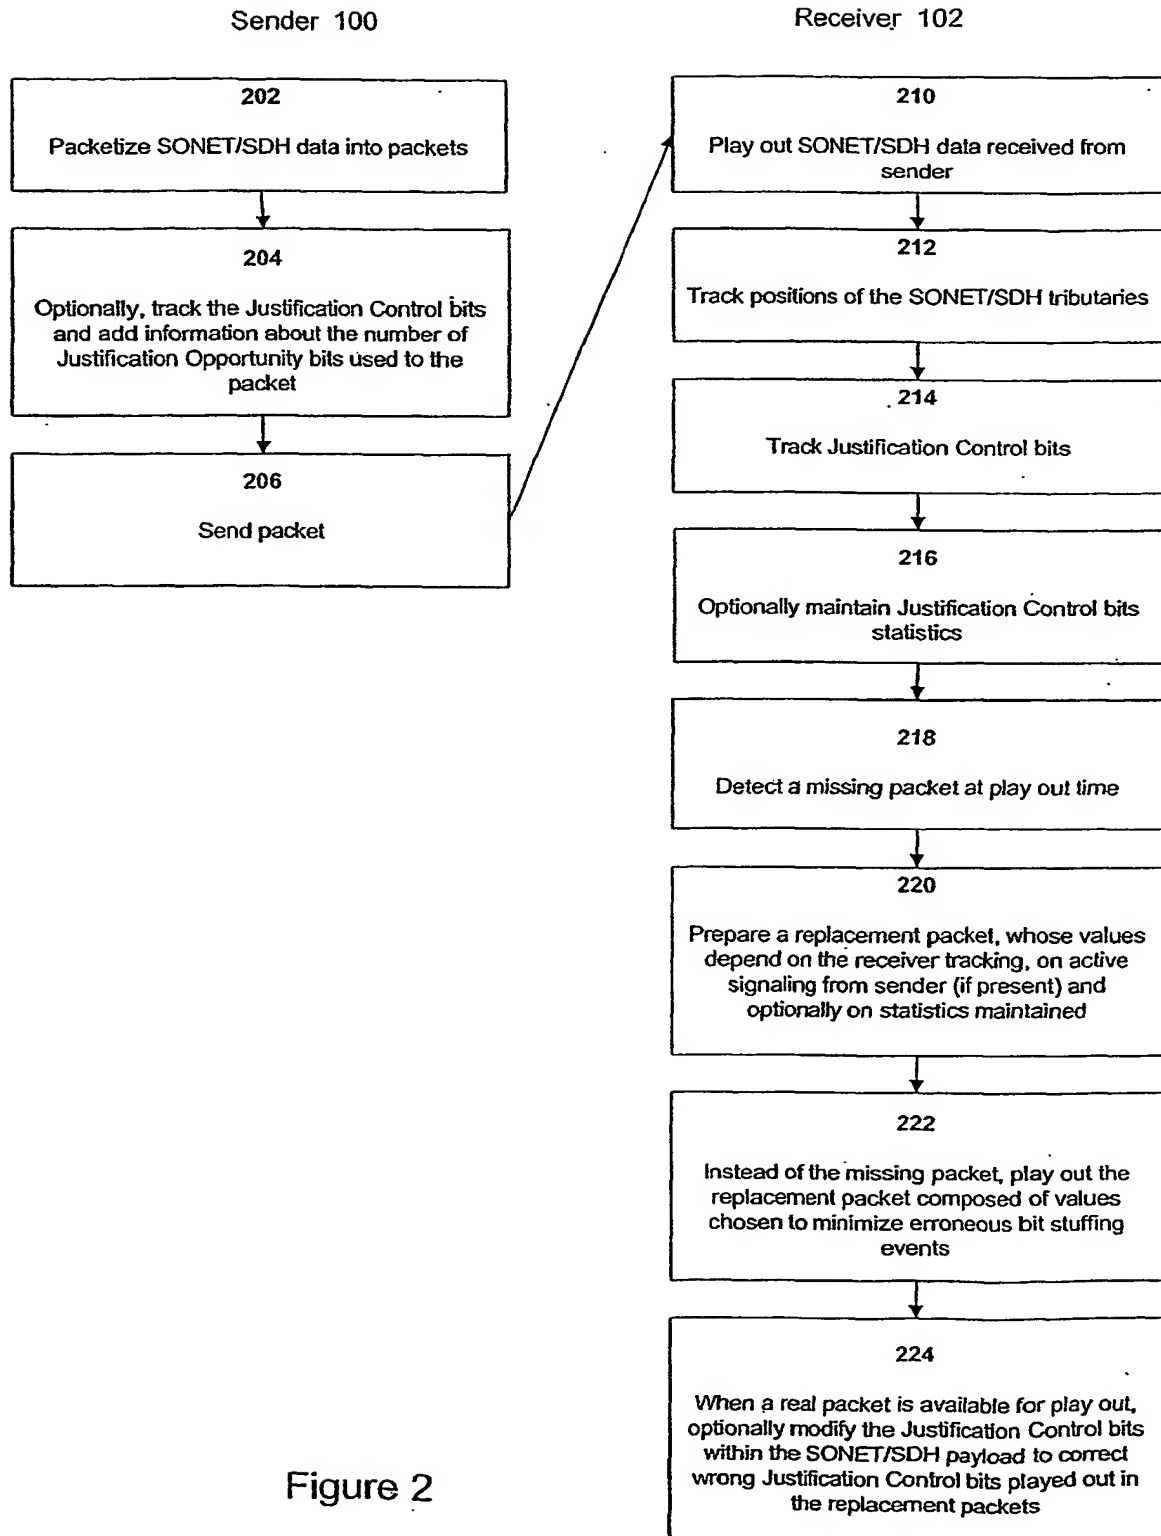 Sender 100
202
Packetize SONET/SDH data into packets
204
Optionally, track the Justification Control bits
and add information about the number of
Justification Opportunity bits used to the
packet
206
Send packet
Receiver 102
210
Play out SONET/SDH data received from
sender
212
Track positions of the SONET/SDH tributaries
214
Track Justification Control bits
216
Optionally maintain Justification Control bits
statistics
218
Detect a missing packet at play out time
220
Prepare a replacement packet, whose values
depend on the receiver tracking, on active
signaling from sender (if present) and
optionally on statistics maintained
222
Instead of the missing packet, play out the
replacement packet composed of values
chosen to minimize erroneous bit stuffing
events
224
When a real packet is available for play out,
optionally modify the Justification Control bits
within the SONET/SDH payload to correct
wrong Justification Control bits played out in
the replacement packets
Figure 2